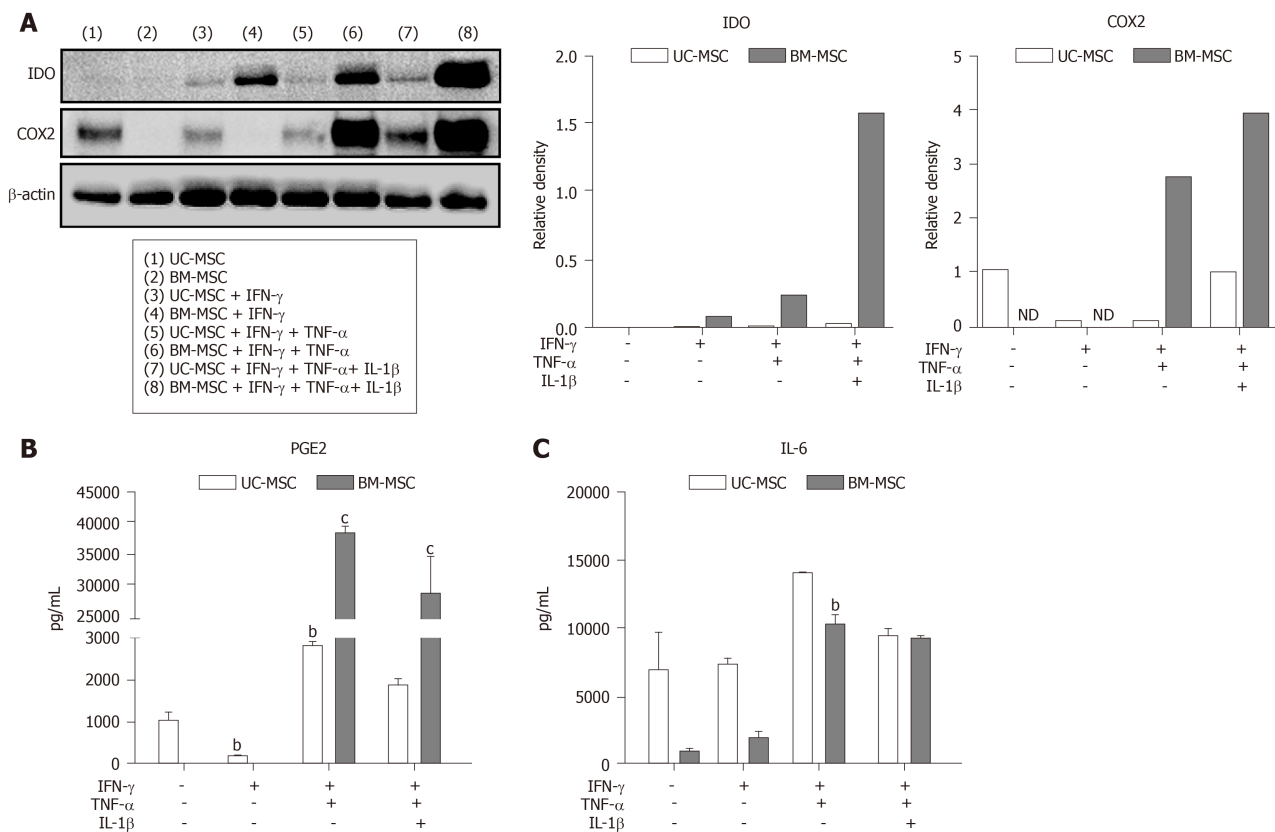 A
(1) (2) (3) (4) (5) (6) (7) (8)
IDO
COX2
β-actin
(1) UC-MSC
(2) BM-MSC
(3) UC-MSC + IFN-γ
(4) BM-MSC + IFN-γ
(5) UC-MSC + IFN-γ + TNF-α
(6) BM-MSC + IFN-γ + TNF-α
(7) UC-MSC + IFN-γ + TNF-α+ IL-1β
(8) BM-MSC + IFN-γ + TNF-α+ IL-1β
IDO
UC-MSC BM-MSC
Relative density
2.0
1.5
1.0
0.5
0.0
IFN-γ - + + +
TNF-α - - + +
IL-1β - - - +
COX2
UC-MSC BM-MSC
Relative density
5
4
3
2
1
0
ND ND
IFN-γ - + + +
TNF-α - - + +
IL-1β - - - +
B
PGE2
UC-MSC BM-MSC
pg/mL
45000
40000
35000
30000
25000
3000
2000
1000
0
b b c c
IFN-γ - + + +
TNF-α - - + +
IL-1β - - - +
C
IL-6
UC-MSC BM-MSC
pg/mL
20000
15000
10000
5000
0
b
IFN-γ - + + +
TNF-α - - + +
IL-1β - - - +